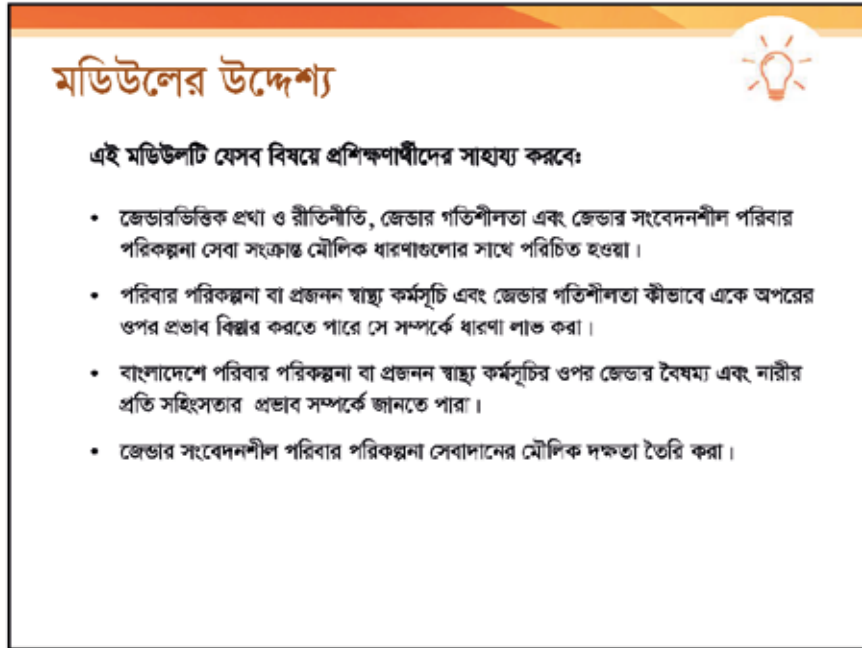 মডিউলের উদ্দেশ্য
এই মডিউলটি যেসব বিষয়ে প্রশিক্ষণার্থীদের সাহায্য করবেঃ
• জেন্ডারভিত্তিক প্রথা ও রীতিনীতি, জেন্ডার গতিশীলতা এবং জেন্ডার সংবেদনশীল পরিবার
পরিকল্পনা সেবা সংক্রান্ত মৌলিক ধারণাগুলোর সাথে পরিচিত হওয়া।
• পরিবার পরিকল্পনা বা প্রজনন স্বাস্থ্য কর্মসূচি এবং জেন্ডার গতিশীলতা কীভাবে একে অপরের
ওপর প্রভাব বিস্তার করতে পারে সে সম্পর্কে ধারণা লাভ করা।
• বাংলাদেশে পরিবার পরিকল্পনা বা প্রজনন স্বাস্থ্য কর্মসূচির ওপর জেন্ডার বৈষম্য এবং নারীর
প্রতি সহিংসতার প্রভাব সম্পর্কে জানতে পারা।
• জেন্ডার সংবেদনশীল পরিবার পরিকল্পনা সেবাদানের মৌলিক দক্ষতা তৈরি করা।